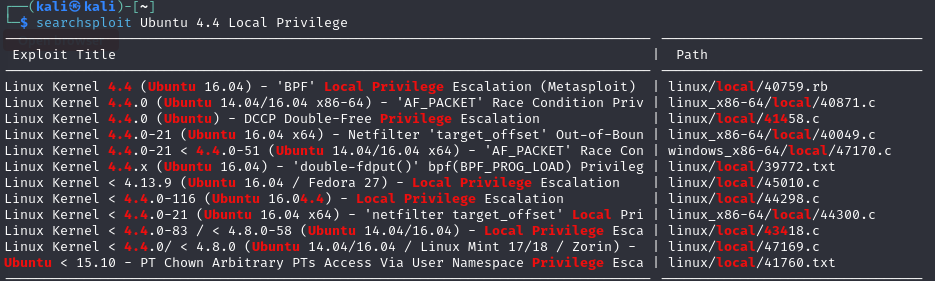 ┌──(kali㉿kali)-[~]
└─$ searchsploit Ubuntu 4.4 Local Privilege
Exploit Title | Path
Linux Kernel 4.4 (Ubuntu 16.04) - 'BPF' Local Privilege Escalation (Metasploit) | linux/local/40759.rb
Linux Kernel 4.4.0 (Ubuntu 14.04/16.04 x86-64) - 'AF_PACKET' Race Condition Priv | linux_x86-64/local/40871.c
Linux Kernel 4.4.0 (Ubuntu) - DCCP Double-Free Privilege Escalation | linux/local/41458.c
Linux Kernel 4.4.0-21 (Ubuntu 16.04 x64) - Netfilter 'target_offset' Out-of-Boun | linux_x86-64/local/40049.c
Linux Kernel 4.4.0-21 < 4.4.0-51 (Ubuntu 14.04/16.04 x64) - 'AF_PACKET' Race Con | windows_x86-64/local/47170.c
Linux Kernel 4.4.x (Ubuntu 16.04) - 'double-fdput()' bpf(BPF_PROG_LOAD) Privileg | linux/local/39772.txt
Linux Kernel < 4.13.9 (Ubuntu 16.04 / Fedora 27) - Local Privilege Escalation | linux/local/45010.c
Linux Kernel < 4.4.0-116 (Ubuntu 16.04.4) - Local Privilege Escalation | linux/local/44298.c
Linux Kernel < 4.4.0-21 (Ubuntu 16.04 x64) - 'netfilter target_offset' Local Pri | linux_x86-64/local/44300.c
Linux Kernel < 4.4.0-83 / < 4.8.0-58 (Ubuntu 14.04/16.04) - Local Privilege Esca | linux/local/43418.c
Linux Kernel < 4.4.0/ < 4.8.0 (Ubuntu 14.04/16.04 / Linux Mint 17/18 / Zorin) - | linux/local/47169.c
Ubuntu < 15.10 - PT Chown Arbitrary PTs Access Via User Namespace Privilege Esca | linux/local/41760.txt